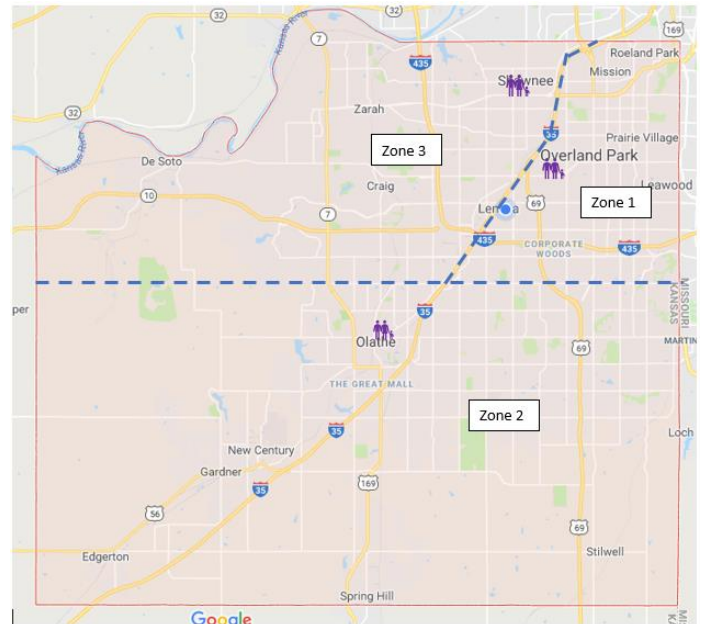 32
32
169
Kansas River
7
Roeland Park
435
Mission
Shawnee
32
Zarah
35
Prairie Village
Kansas River
De Soto
Zone 3
Overland Park
Craig
Leawood
10
69
Zone 1
Lenexa
7
435
CORPORATE
WOODS
435
MISSOURI
KANSAS
per
35
Olathe
69
MARTIN
THE GREAT MALL
Zone 2
35
Loch
New Century
Gardner
169
35
56
69
Edgerton
Stilwell
Spring Hill
Google